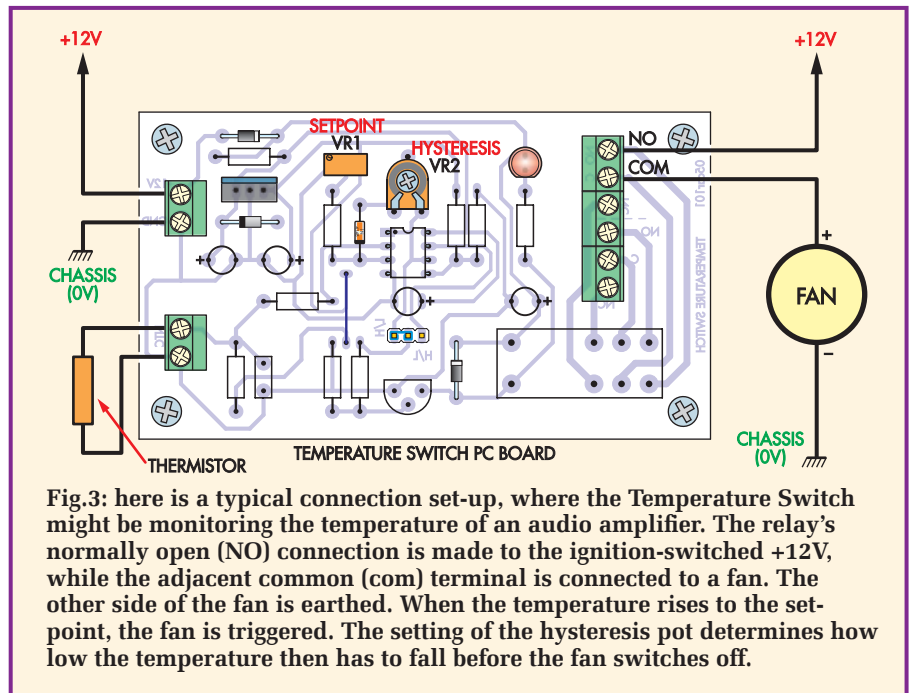 +12V
+12V
SETPOINT
VR1
HYSTERESIS
VR2
NO
COM
CHASSIS
(0V)
+
FAN
–
H/L
TEMPERATURE SWITCH
CHASSIS
(0V)
THERMISTOR
TEMPERATURE SWITCH PC BOARD
Fig.3: here is a typical connection set-up, where the Temperature Switch
might be monitoring the temperature of an audio amplifier. The relay's
normally open (NO) connection is made to the ignition-switched +12V,
while the adjacent common (com) terminal is connected to a fan. The
other side of the fan is earthed. When the temperature rises to the set-
point, the fan is triggered. The setting of the hysteresis pot determines how
low the temperature then has to fall before the fan switches off.